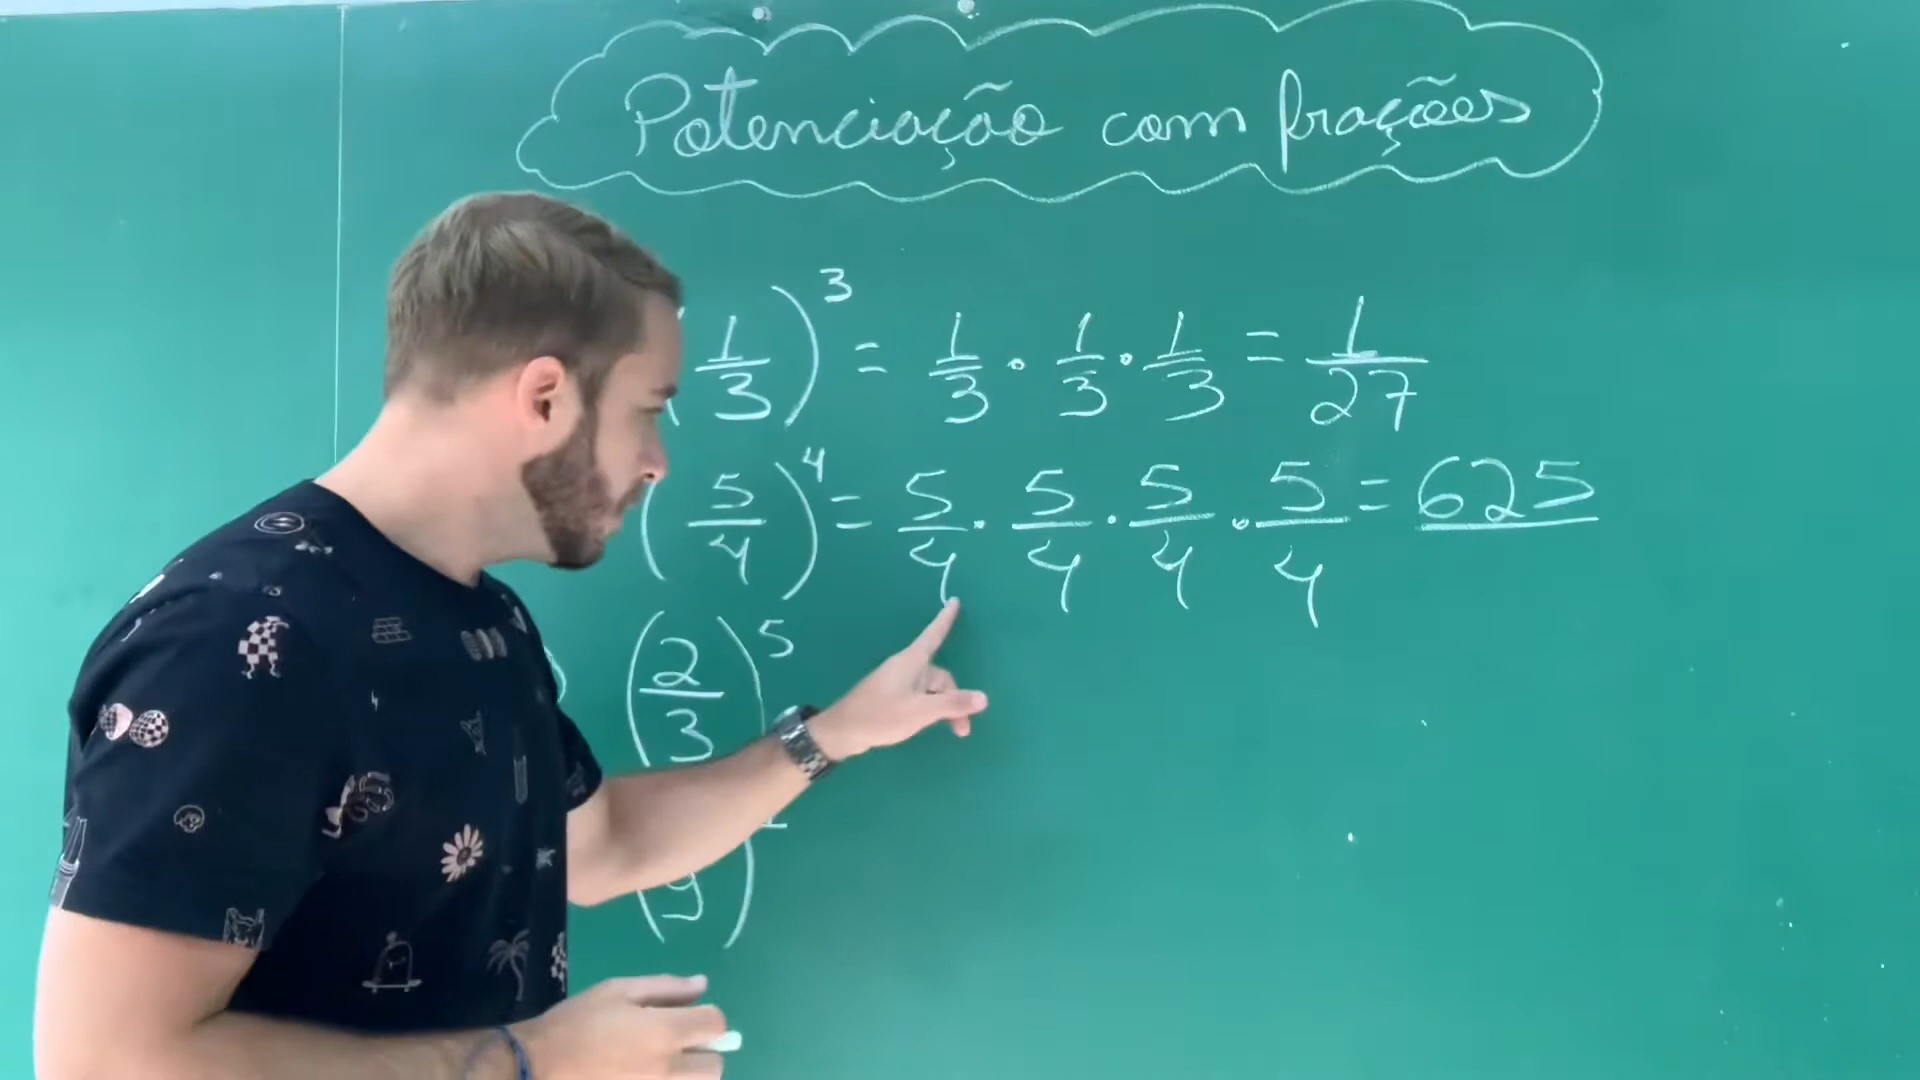 Potenciação com frações
(1/3)³ = 1/3 · 1/3 · 1/3 = 1/27
(5/4)⁴ = 5/4 · 5/4 · 5/4 · 5/4 = 625
(2/3)⁵
9)